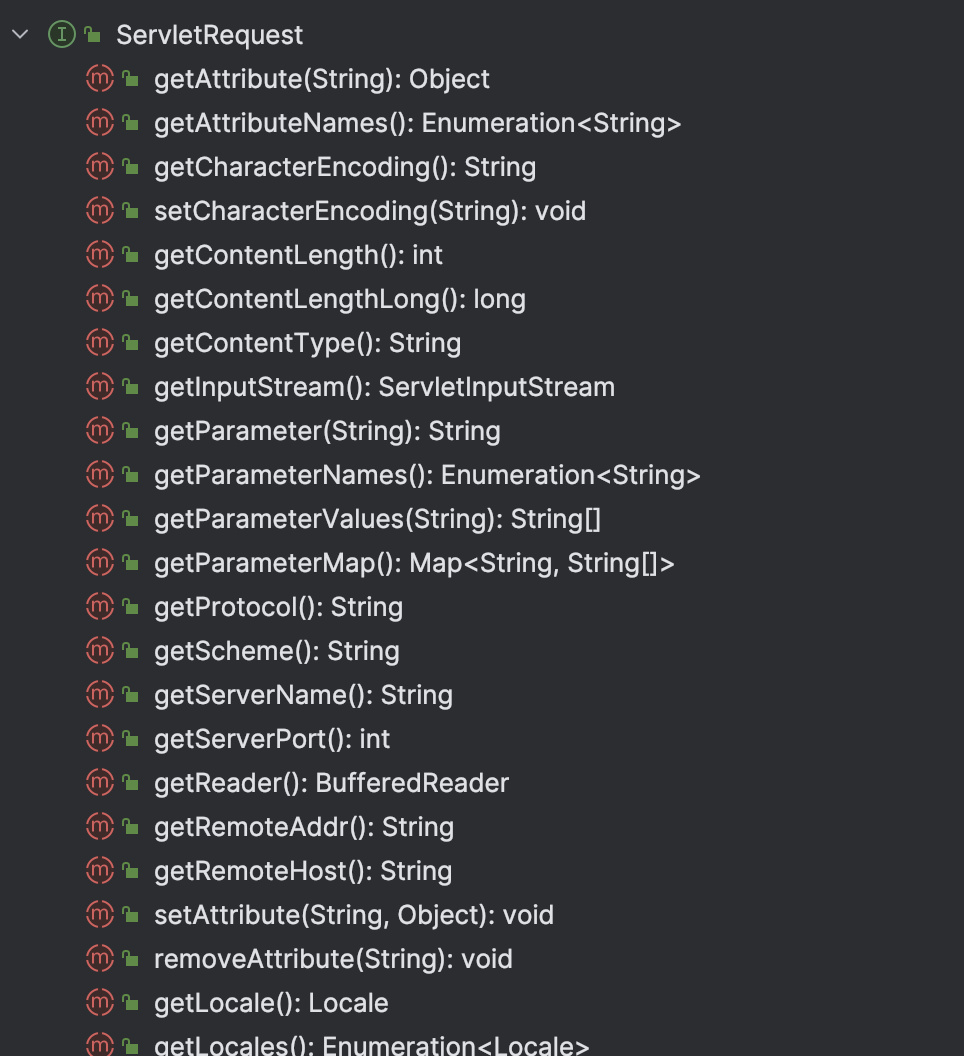 ServletRequest
getAttribute(String): Object
getAttributeNames(): Enumeration<String>
getCharacterEncoding(): String
setCharacterEncoding(String): void
getContentLength(): int
getContentLengthLong(): long
getContentType(): String
getInputStream(): ServletInputStream
getParameter(String): String
getParameterNames(): Enumeration<String>
getParameterValues(String): String[]
getParameterMap(): Map<String, String[]>
getProtocol(): String
getScheme(): String
getServerName(): String
getServerPort(): int
getReader(): BufferedReader
getRemoteAddr(): String
getRemoteHost(): String
setAttribute(String, Object): void
removeAttribute(String): void
getLocale(): Locale
getLocales(): Enumeration<Locale>